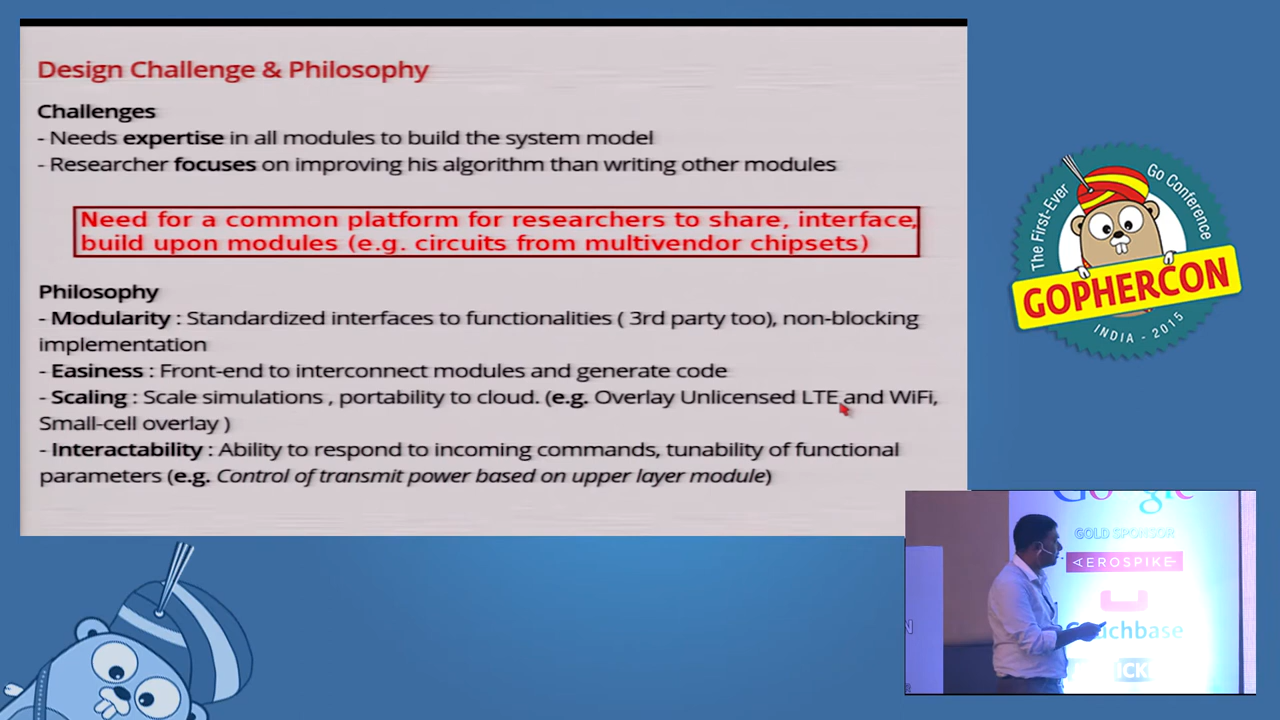 Design Challenge & Philosophy
Challenges
- Needs expertise in all modules to build the system model
- Researcher focuses on improving his algorithm than writing other modules
Need for a common platform for researchers to share, interface,
build upon modules (e.g. circuits from multivendor chipsets)
Philosophy
- Modularity : Standardized interfaces to functionalities ( 3rd party too), non-blocking
implementation
- Easiness : Front-end to interconnect modules and generate code
- Scaling : Scale simulations , portability to cloud. (e.g. Overlay Unlicensed LTE and WiFi,
Small-cell overlay )
- Interactability : Ability to respond to incoming commands, tunability of functional
parameters (e.g. Control of transmit power based on upper layer module)
The First-Ever
Go Conference
GOPHERCON
INDIA - 2015
Google
GOLD SPONSOR
AEROSPIKE
chbase
ICK
N